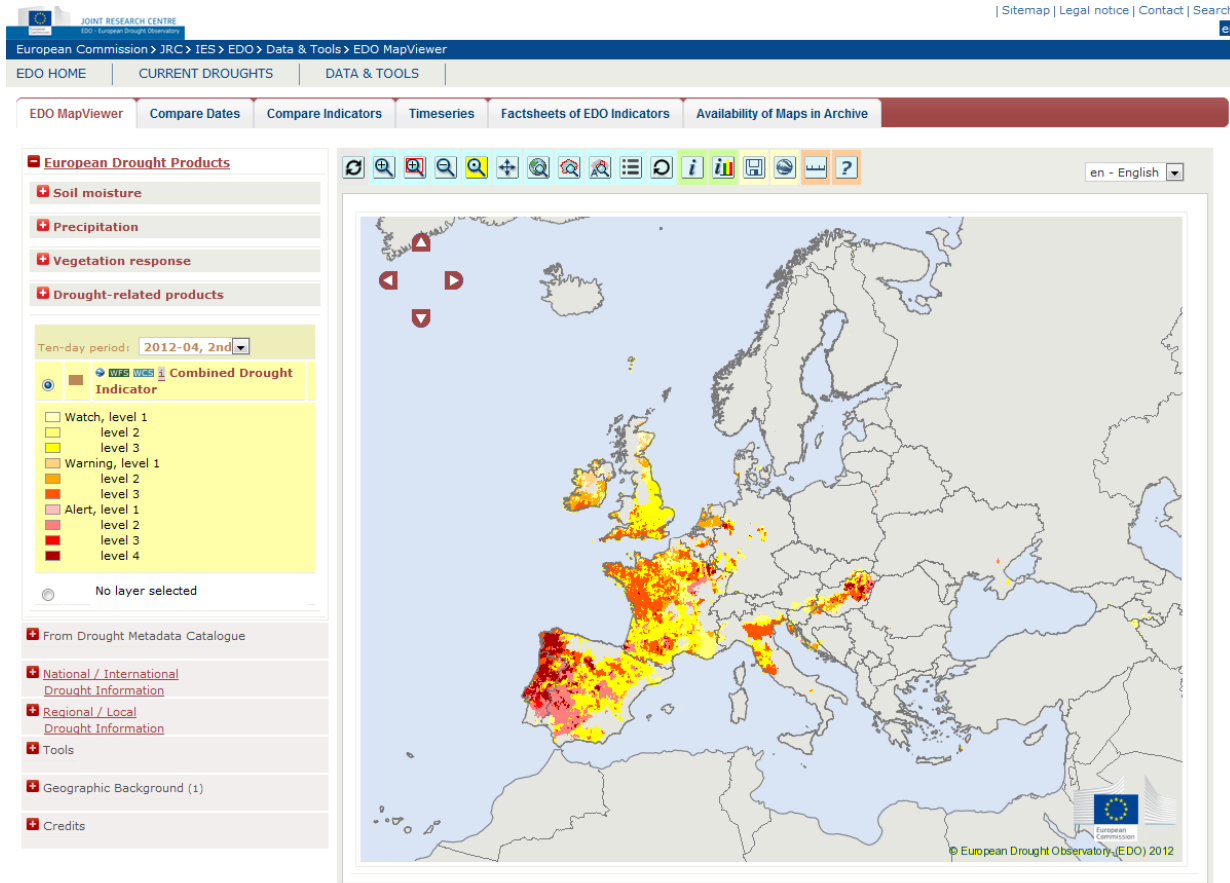 | Sitemap | Legal notice | Contact | Search
JOINT RESEARCH CENTRE
EDO - European Drought Observatory
European Commission
European Commission > JRC > IES > EDO > Data & Tools > EDO MapViewer
EDO HOME
CURRENT DROUGHTS
DATA & TOOLS
EDO MapViewer
Compare Dates
Compare Indicators
Timeseries
Factsheets of EDO Indicators
Availability of Maps in Archive
European Drought Products
Soil moisture
Precipitation
Vegetation response
Drought-related products
Ten-day period: 2012-04, 2nd
WFS WCS i Combined Drought
Indicator
Watch, level 1
level 2
level 3
Warning, level 1
level 2
level 3
Alert, level 1
level 2
level 3
level 4
No layer selected
From Drought Metadata Catalogue
National / International
Drought Information
Regional / Local
Drought Information
Tools
Geographic Background (1)
Credits
i
i
?
en - English
European
Commission
© European Drought Observatory (EDO) 2012